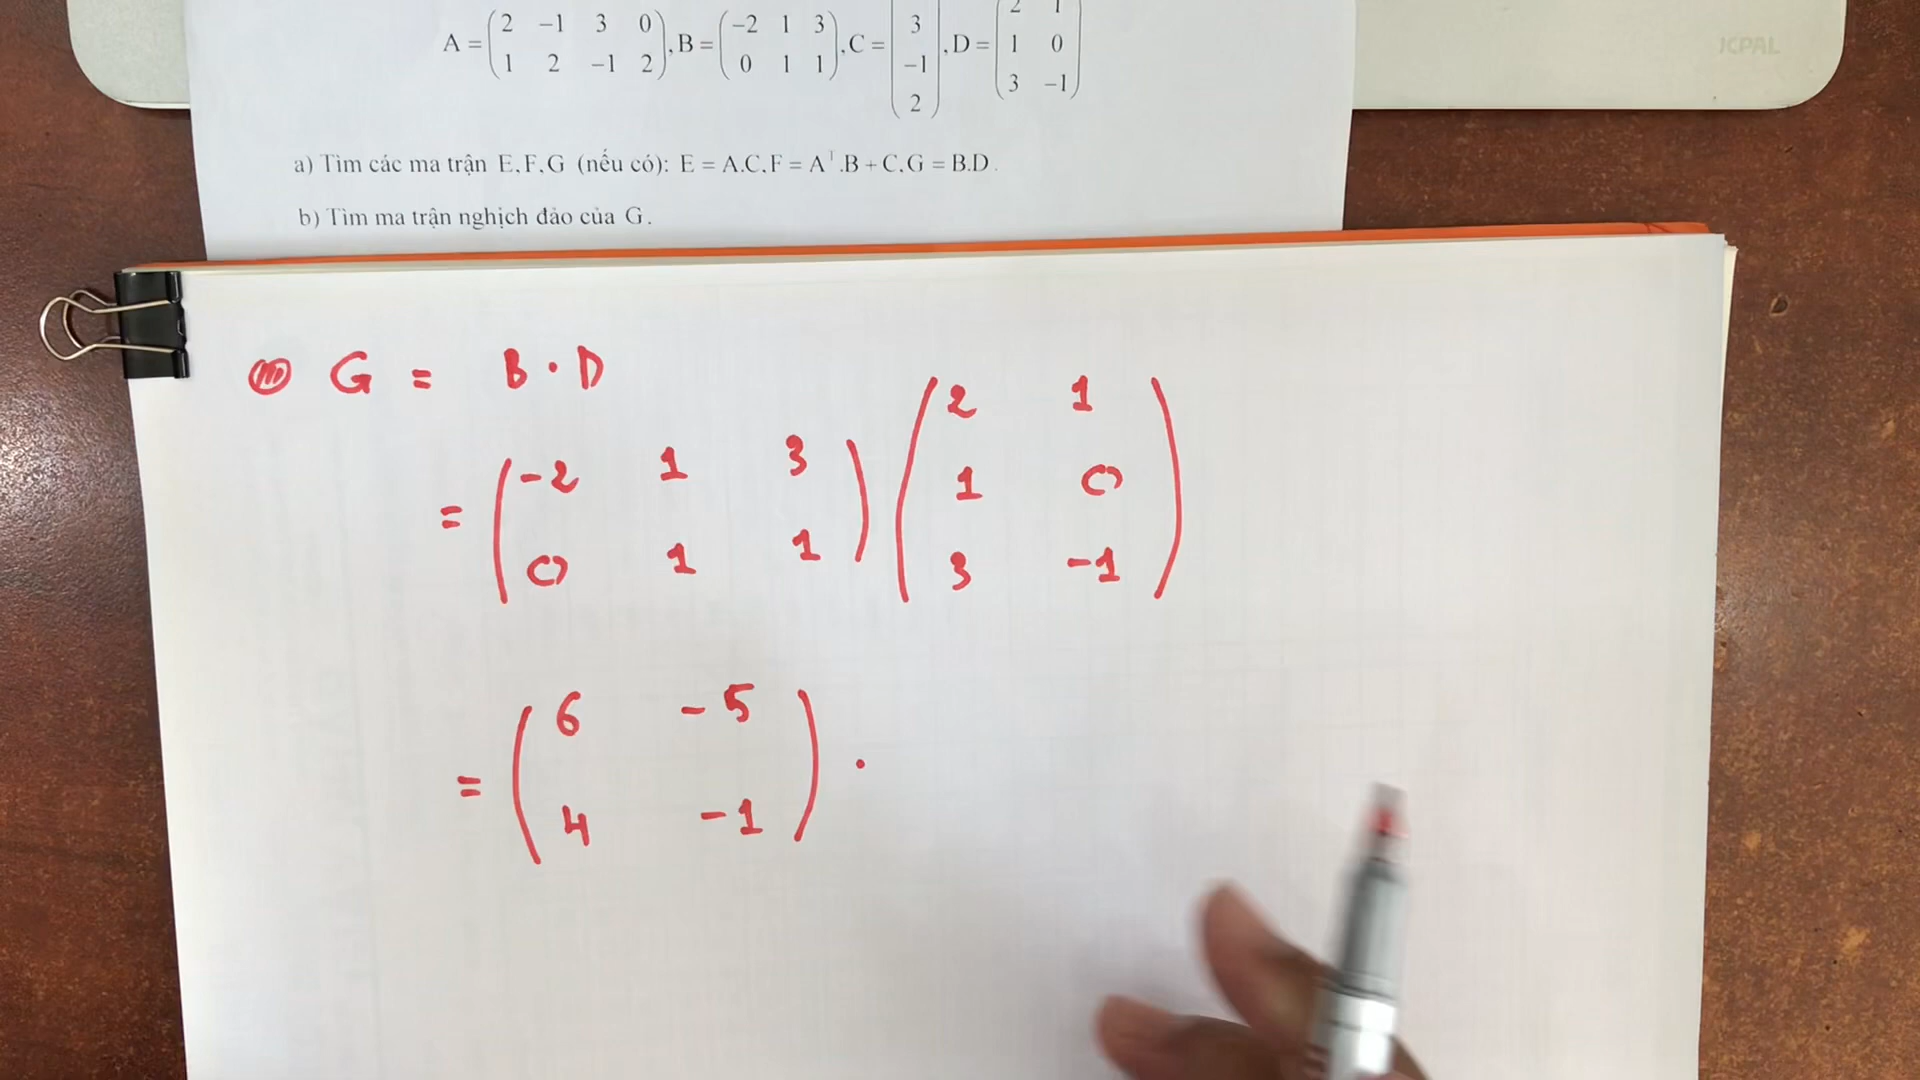 2 1
A = (2 −1 3 0), B = (−2 1 3), C = (3), D = (1 0)
(1 2 −1 2) (0 1 1) (−1) (3 −1)
(2)
JCPAL
a) Tìm các ma trận E, F, G (nếu có): E = A.C, F = Aᵀ.B + C, G = B.D.
b) Tìm ma trận nghịch đảo của G.
G = B · D
= (-2 1 3) (2 1)
(0 1 1) (1 0)
(3 -1)
= (6 -5)
(4 -1) .